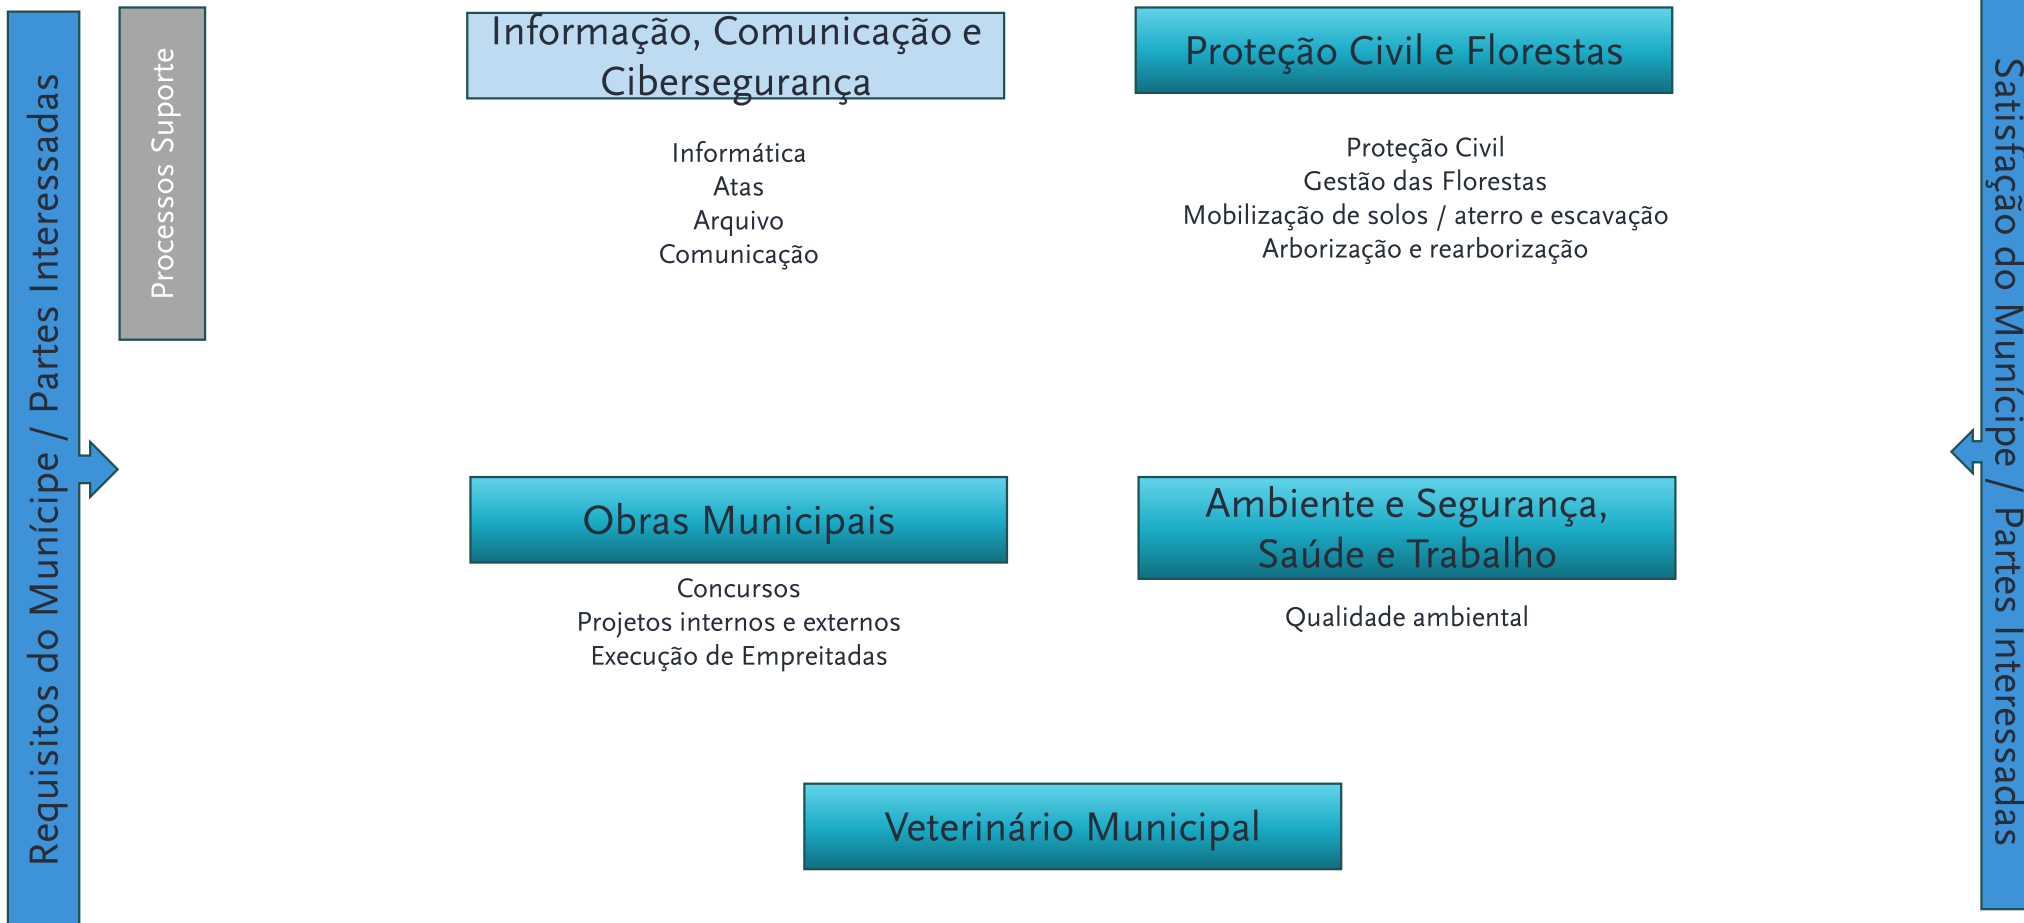 Requisitos do Munícipe / Partes Interessadas
Processos Suporte
Informação, Comunicação e
Cibersegurança
Informática
Atas
Arquivo
Comunicação
Proteção Civil e Florestas
Proteção Civil
Gestão das Florestas
Mobilização de solos / aterro e escavação
Arborização e rearborização
Obras Municipais
Concursos
Projetos internos e externos
Execução de Empreitadas
Ambiente e Segurança,
Saúde e Trabalho
Qualidade ambiental
Veterinário Municipal
Satisfação do Munícipe / Partes Interessadas